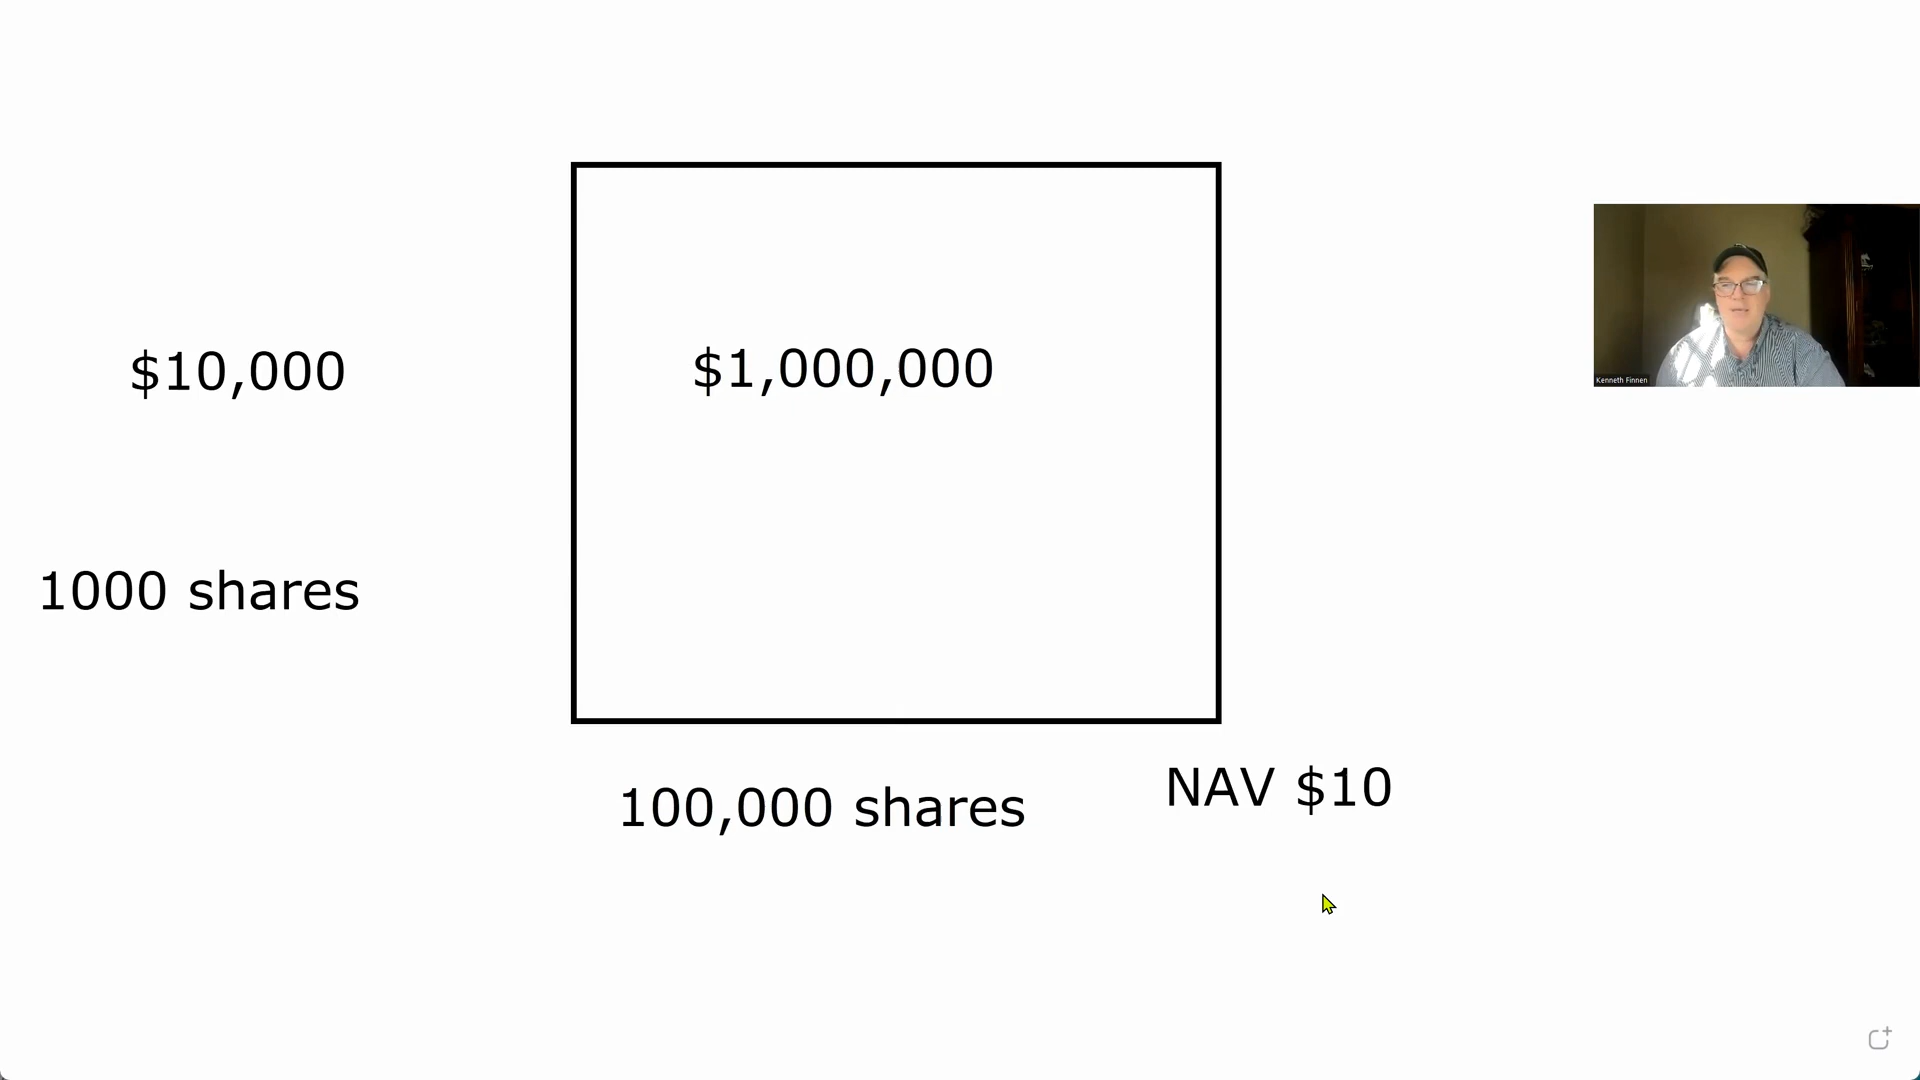 $10,000
$1,000,000
Kenneth Finnen
1000 shares
100,000 shares
NAV $10